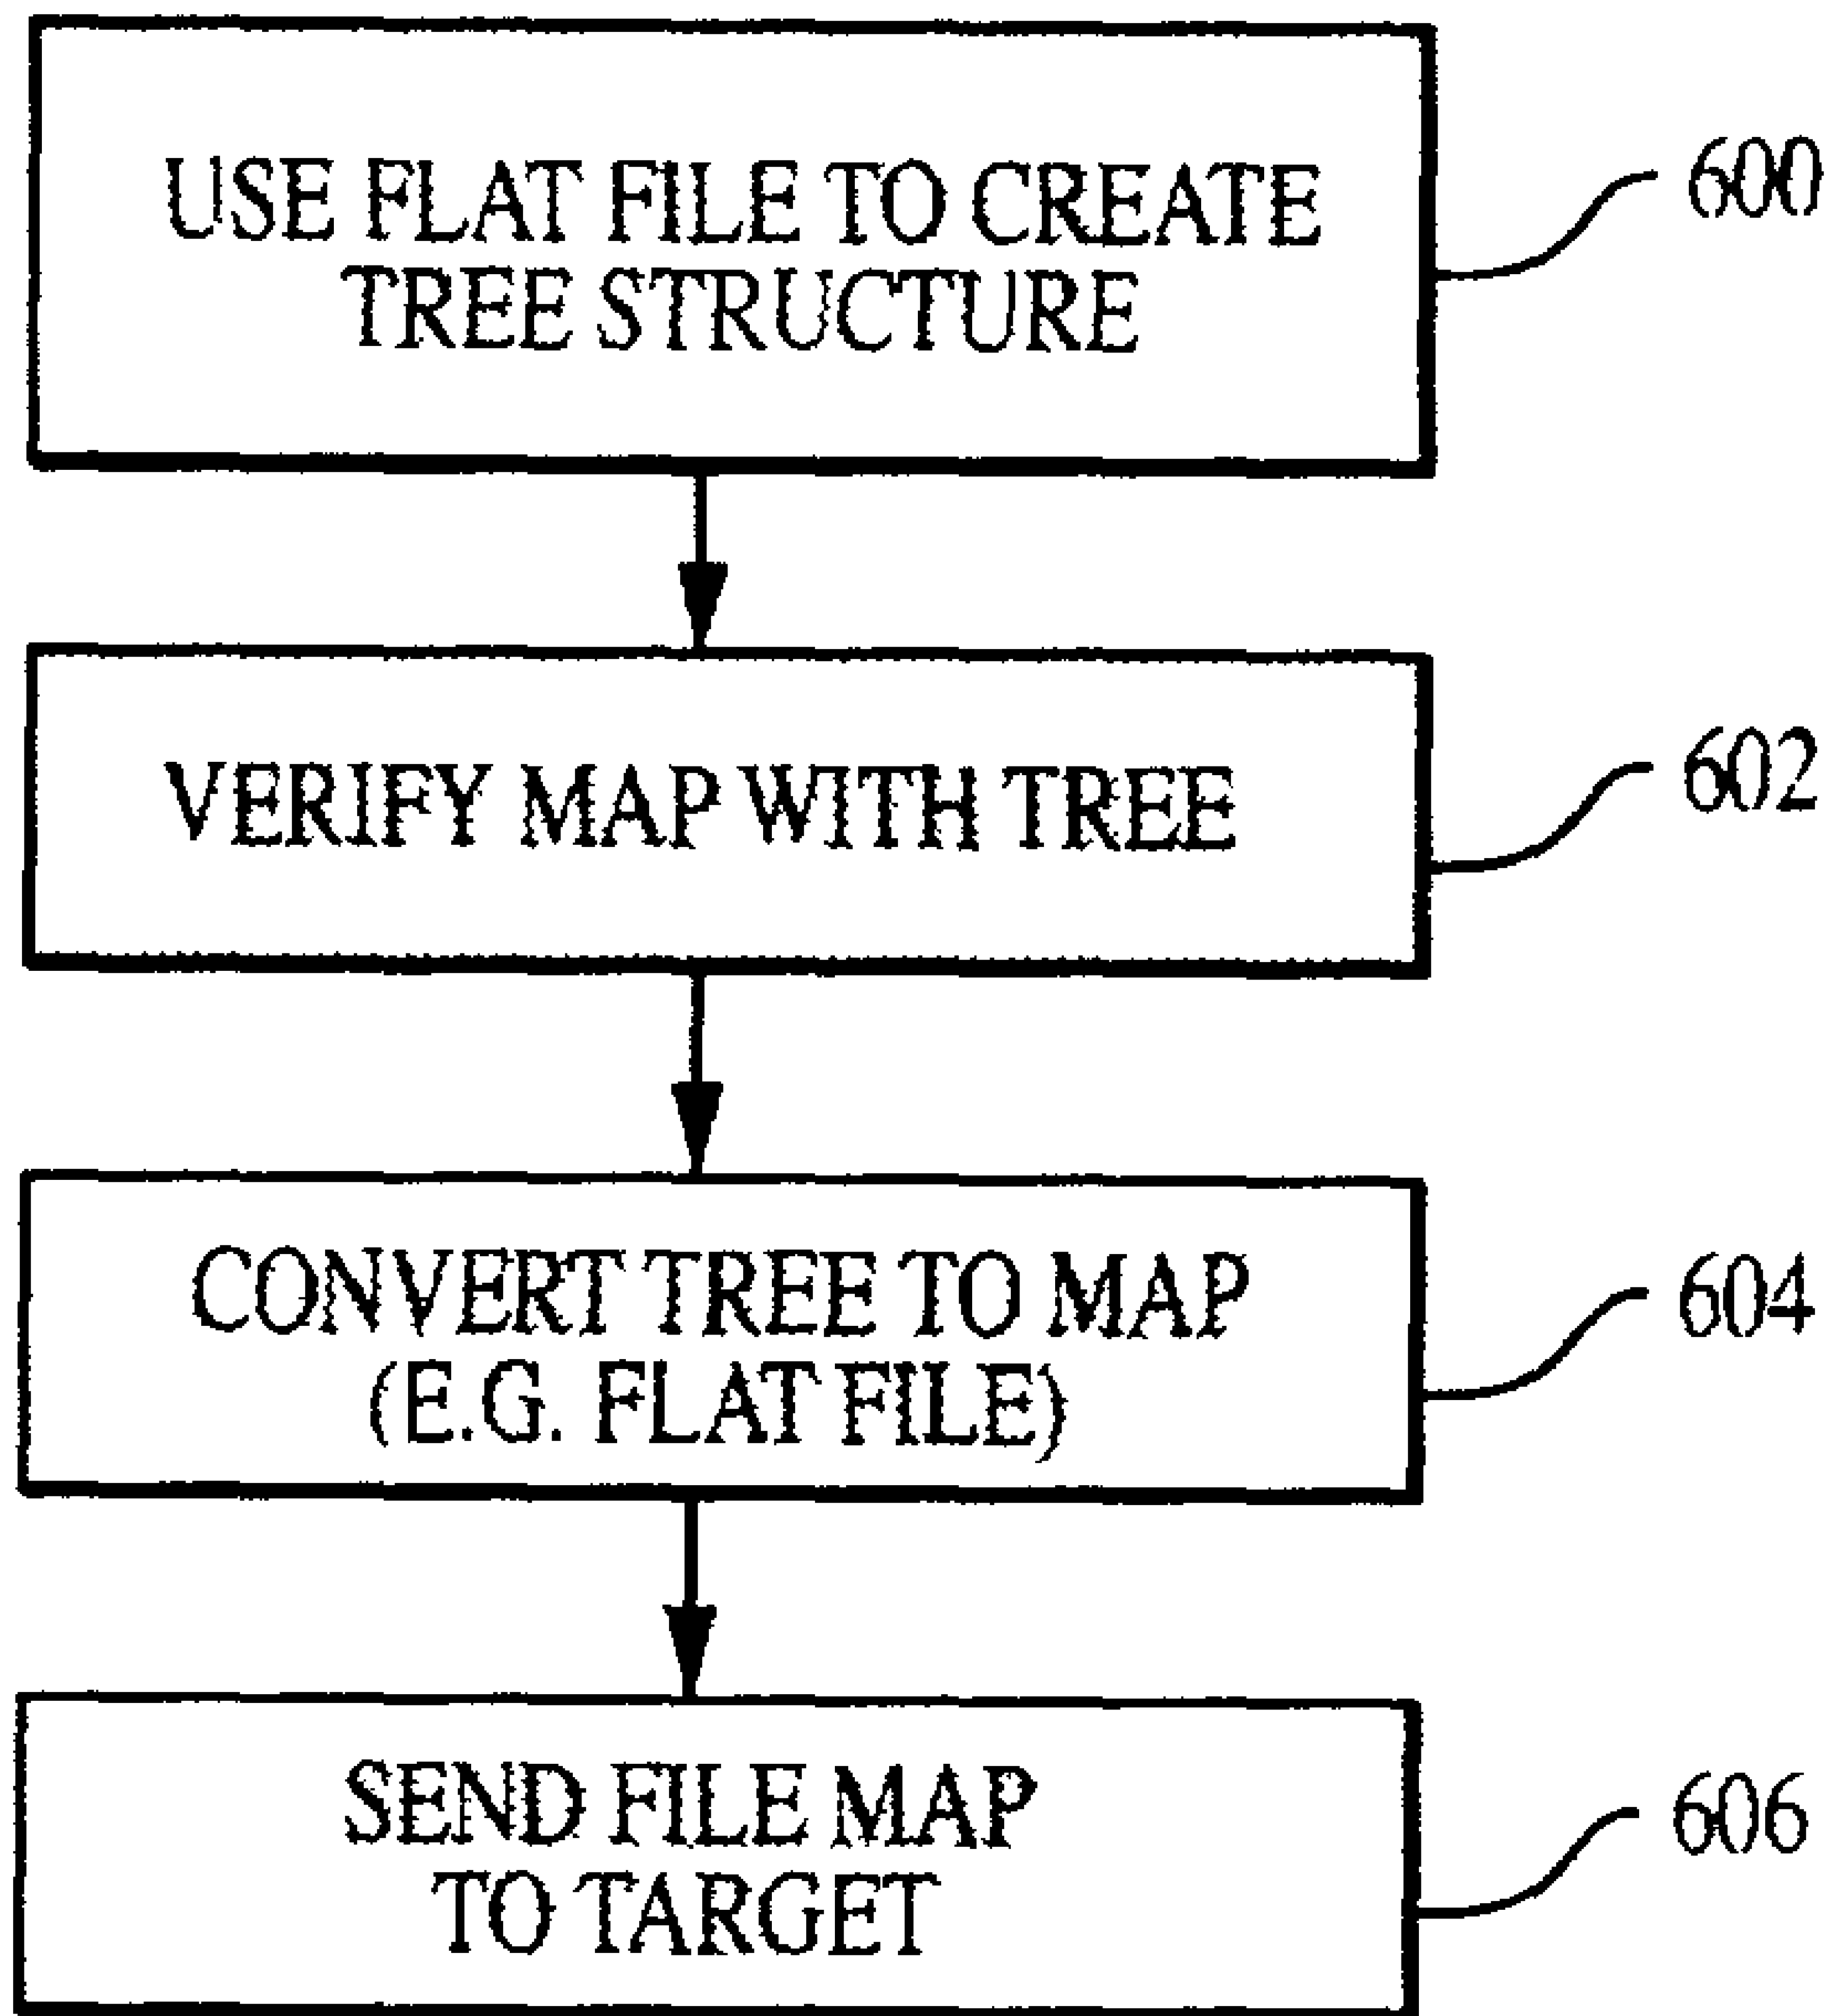 USE FLAT FILE TO CREATE
TREE STRUCTURE
600
VERIFY MAP WITH TREE
602
CONVERT TREE TO MAP
(E.G. FLAT FILE)
604
SEND FILE MAP
TO TARGET
606